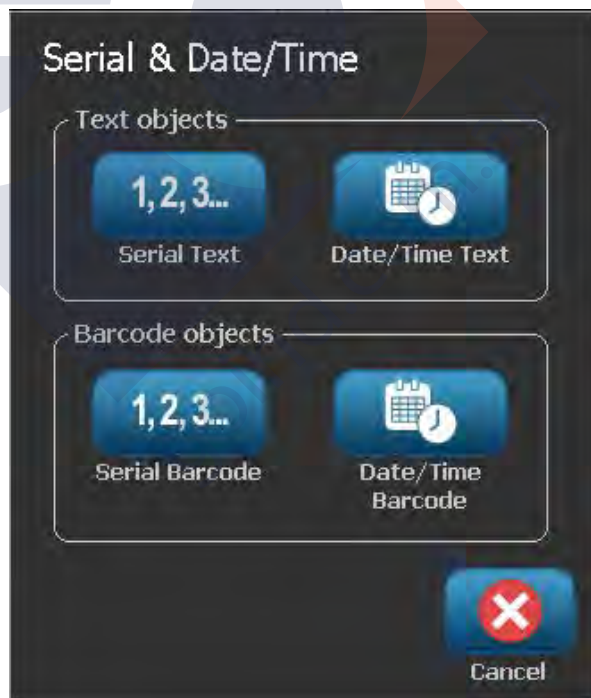 Serial & Date/Time
Text objects
1, 2, 3...
Serial Text
Date/Time Text
Barcode objects
1, 2, 3...
Serial Barcode
Date/Time
Barcode
Cancel